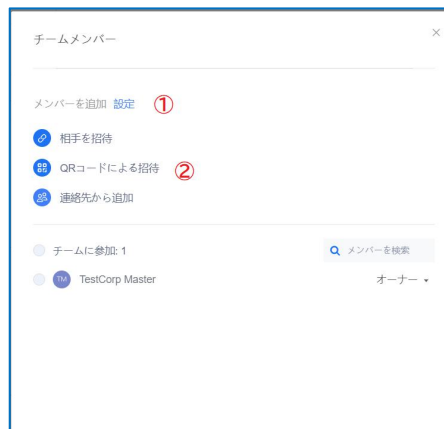 チームメンバー ×
メンバーを追加 設定 ①
相手を招待
QRコードによる招待 ②
連絡先から追加
チームに参加: 1 メンバーを検索
TM TestCorp Master オーナー